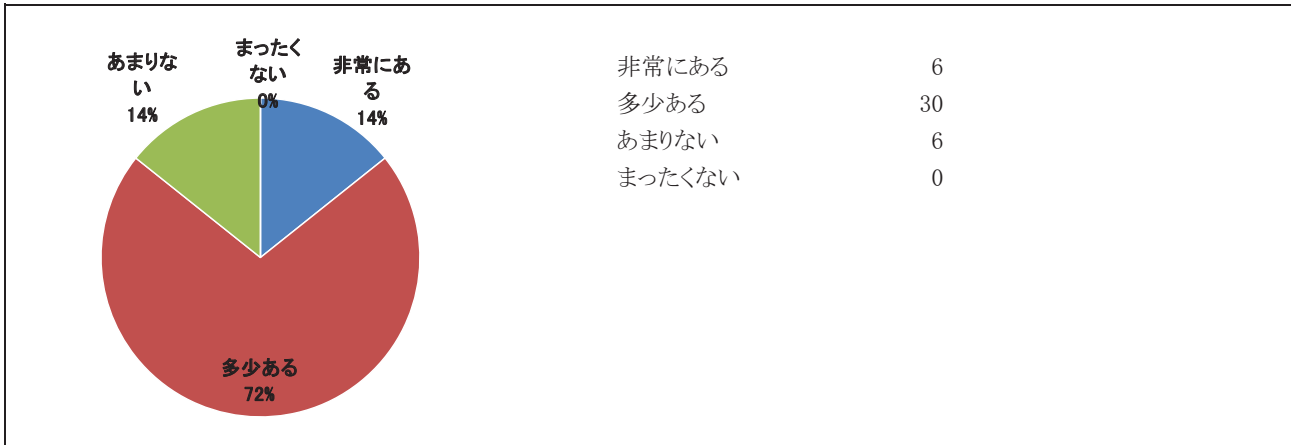 まったく
ない
0%
非常にあ
る
14%
あまりな
い
14%
多少ある
72%
非常にある 6
多少ある 30
あまりない 6
まったくない 0